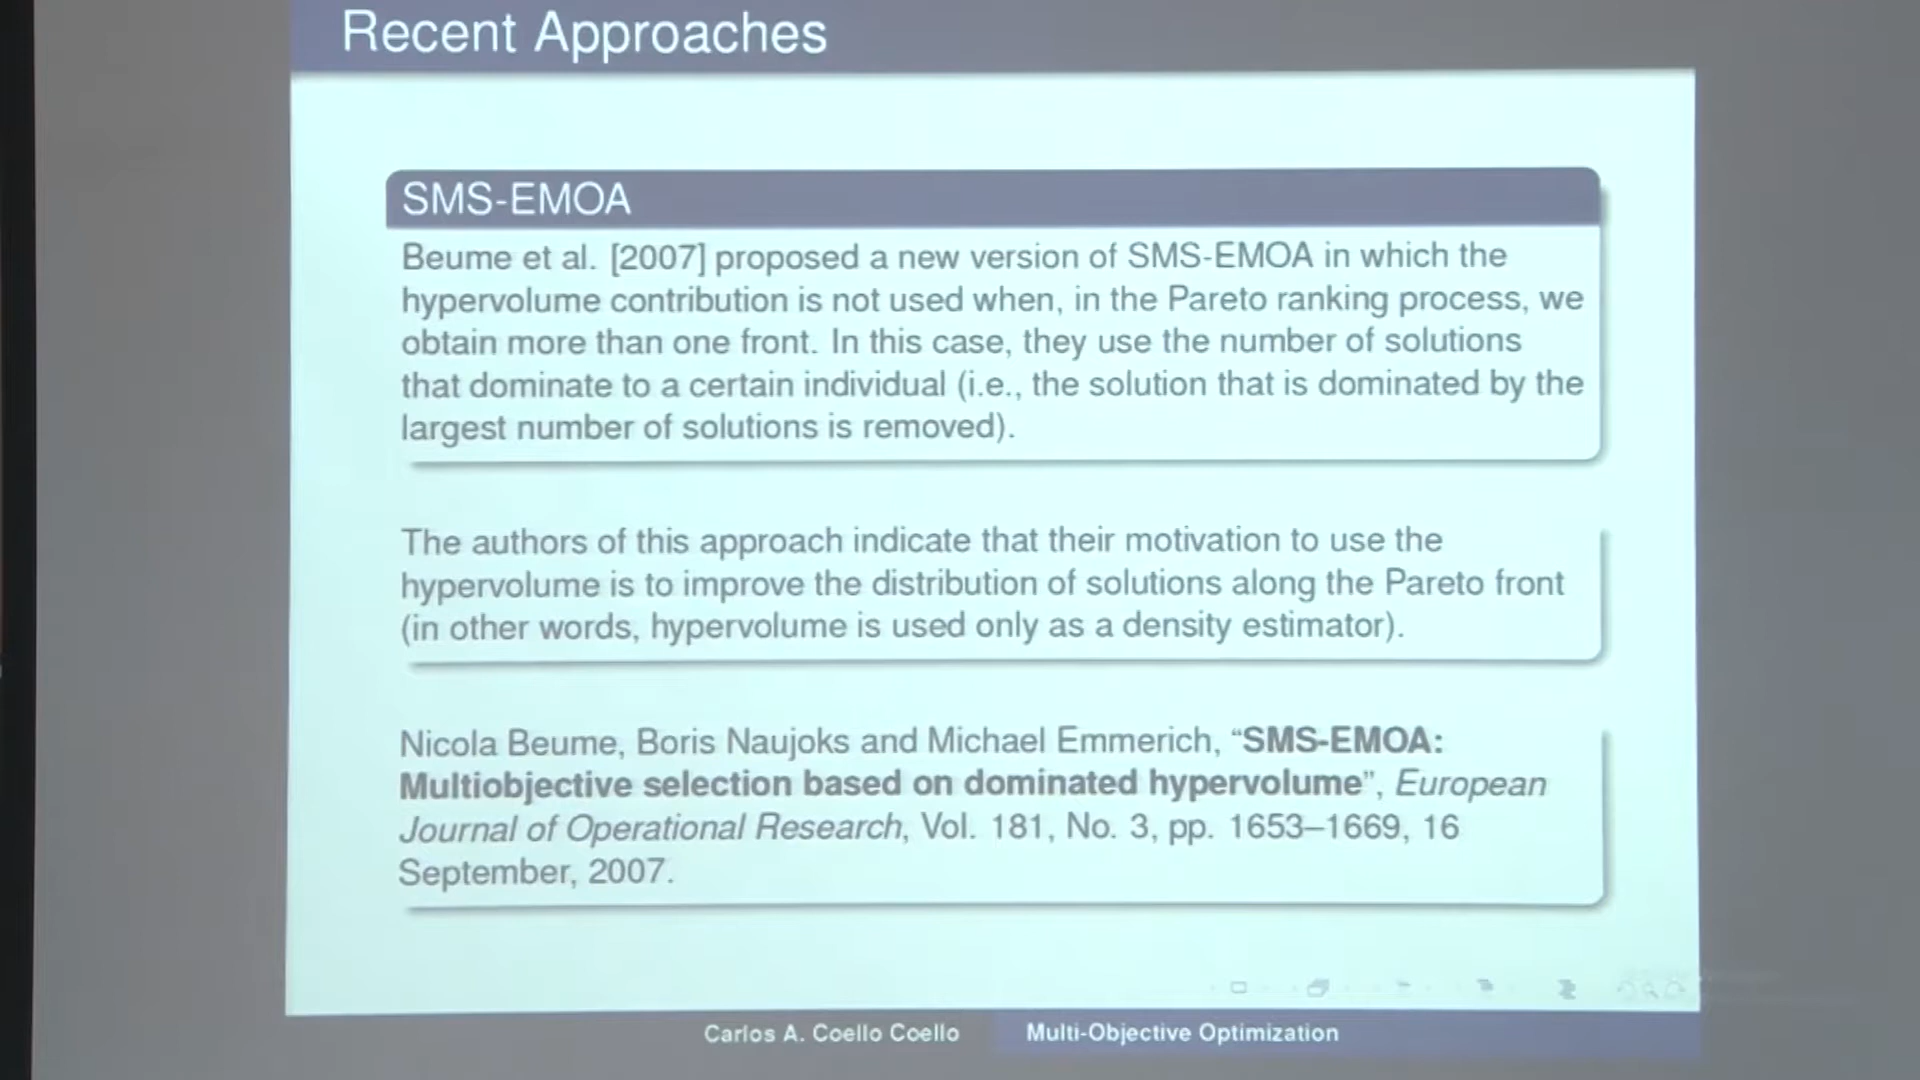 Recent Approaches
SMS-EMOA
Beume et al. [2007] proposed a new version of SMS-EMOA in which the
hypervolume contribution is not used when, in the Pareto ranking process, we
obtain more than one front. In this case, they use the number of solutions
that dominate to a certain individual (i.e., the solution that is dominated by the
largest number of solutions is removed).
The authors of this approach indicate that their motivation to use the
hypervolume is to improve the distribution of solutions along the Pareto front
(in other words, hypervolume is used only as a density estimator).
Nicola Beume, Boris Naujoks and Michael Emmerich, “SMS-EMOA:
Multiobjective selection based on dominated hypervolume”, European
Journal of Operational Research, Vol. 181, No. 3, pp. 1653–1669, 16
September, 2007.
Carlos A. Coello Coello Multi-Objective Optimization